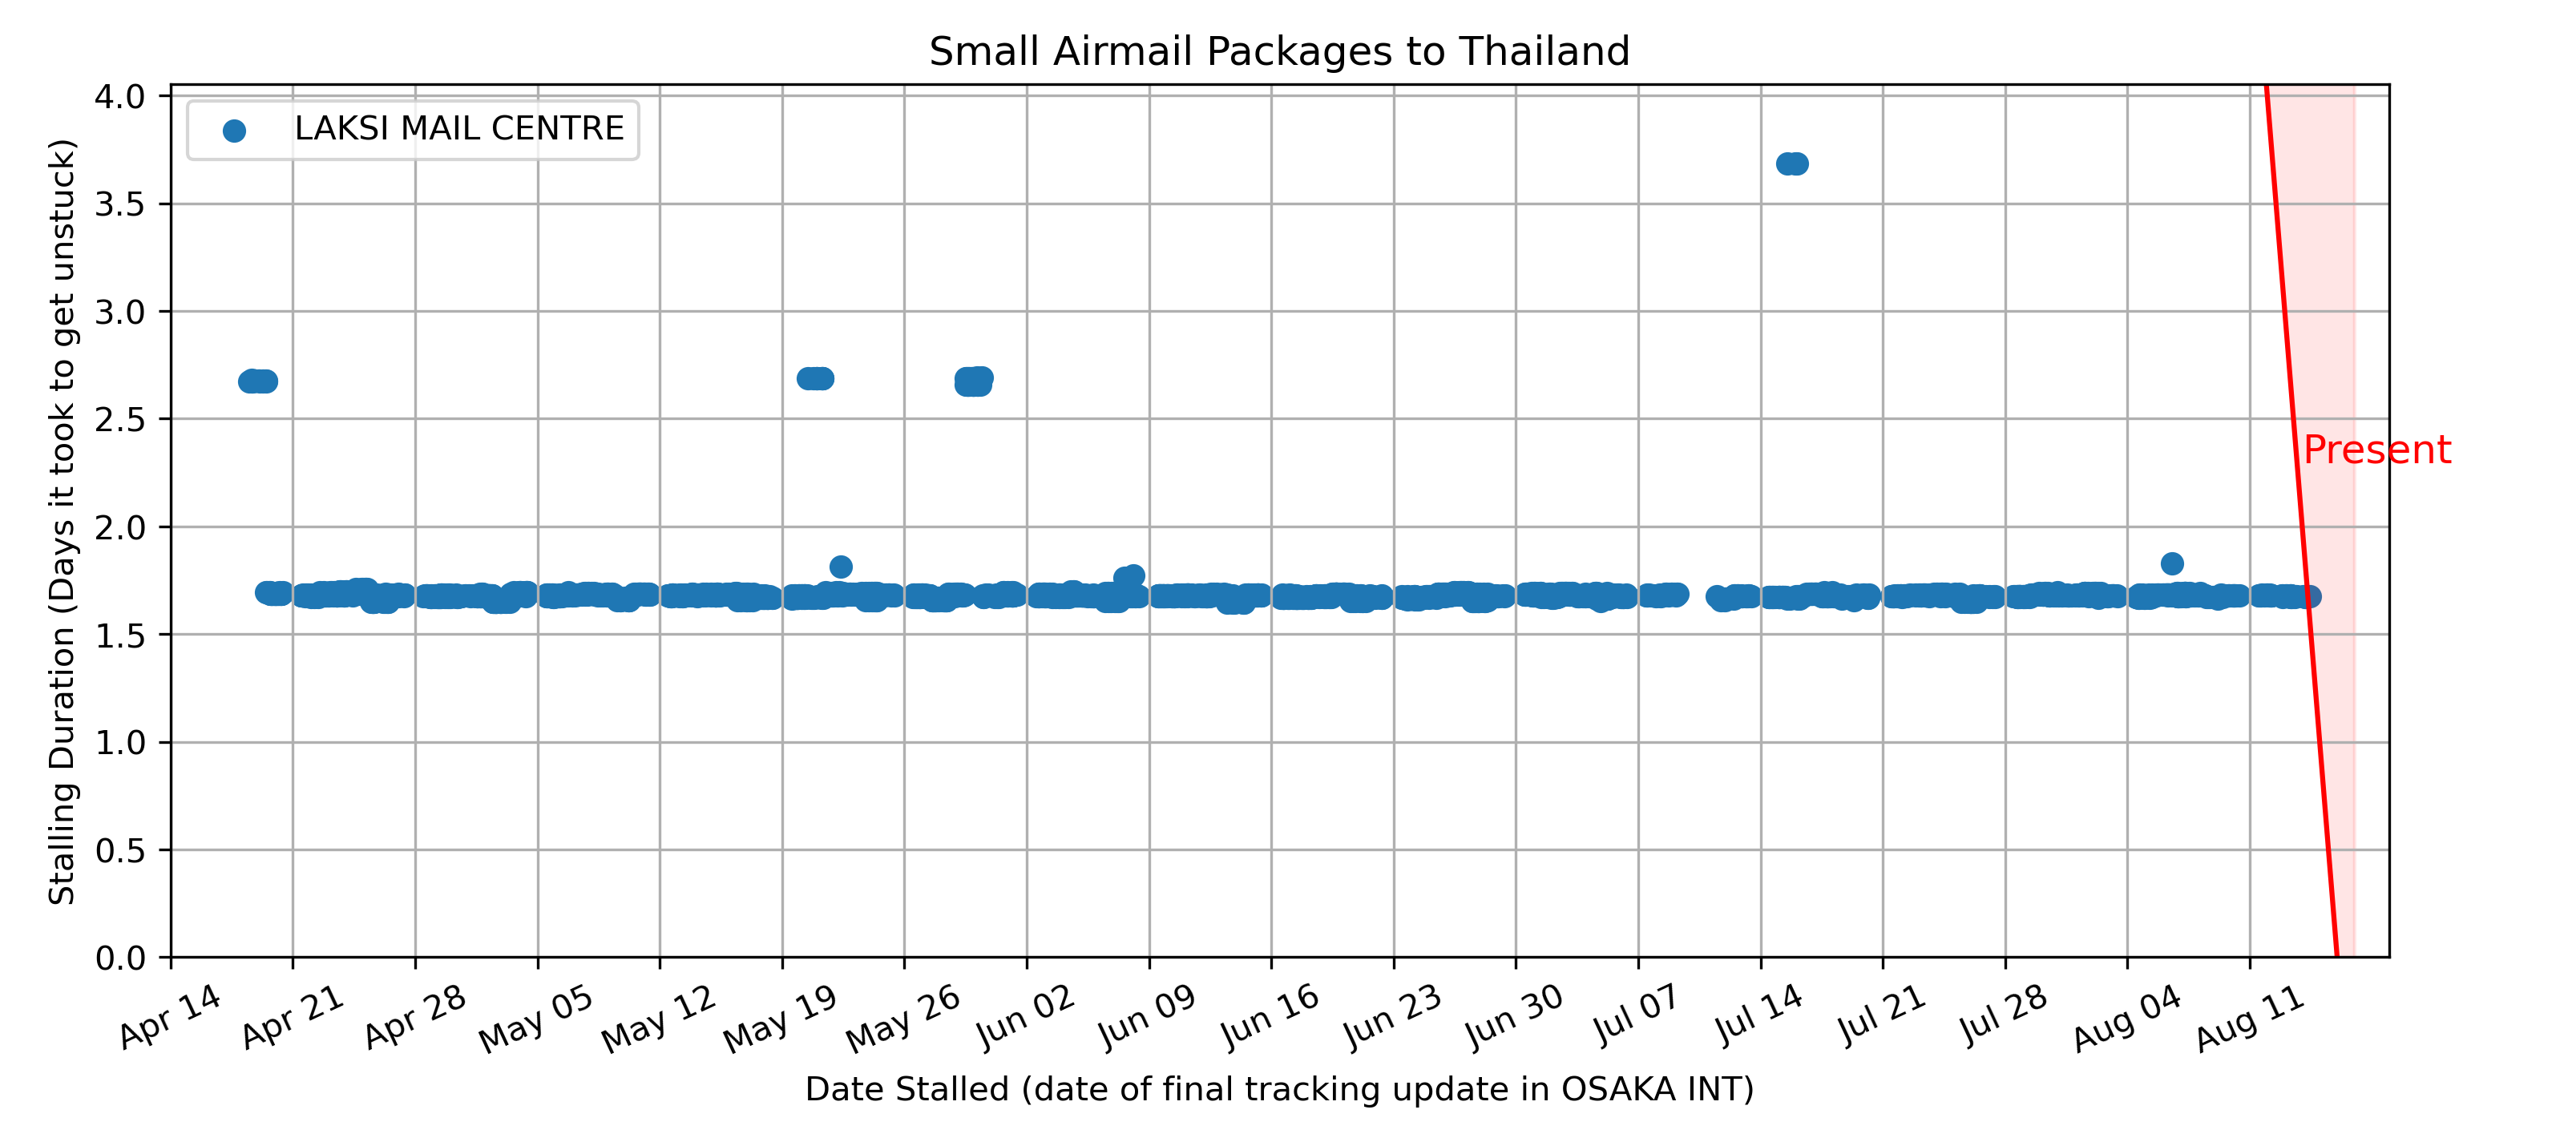 Small Airmail Packages to Thailand
LAKSI MAIL CENTRE
Stalling Duration (Days it took to get unstuck)
4.0
3.5
3.0
2.5
2.0
1.5
1.0
0.5
0.0
Present
Apr 14
Apr 21
Apr 28
May 05
May 12
May 19
May 26
Jun 02
Jun 09
Jun 16
Jun 23
Jun 30
Jul 07
Jul 14
Jul 21
Jul 28
Aug 04
Aug 11
Date Stalled (date of final tracking update in OSAKA INT)